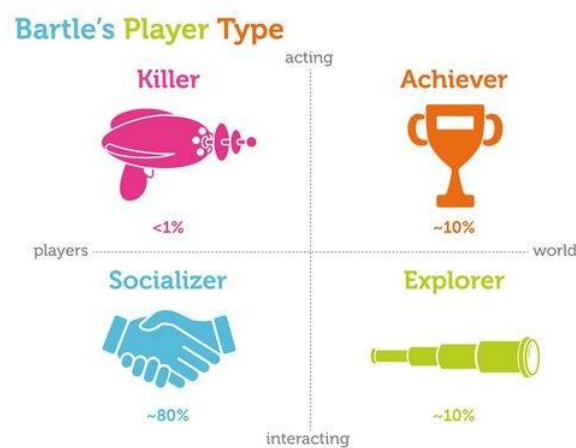 Bartle's Player Type
acting
Killer
Achiever
<1%
~10%
players
world
Socializer
Explorer
~80%
~10%
interacting